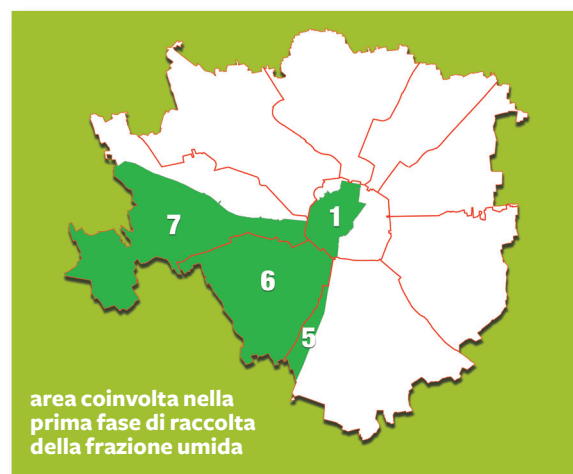 1
7
6
5
area coinvolta nella
prima fase di raccolta
della frazione umida